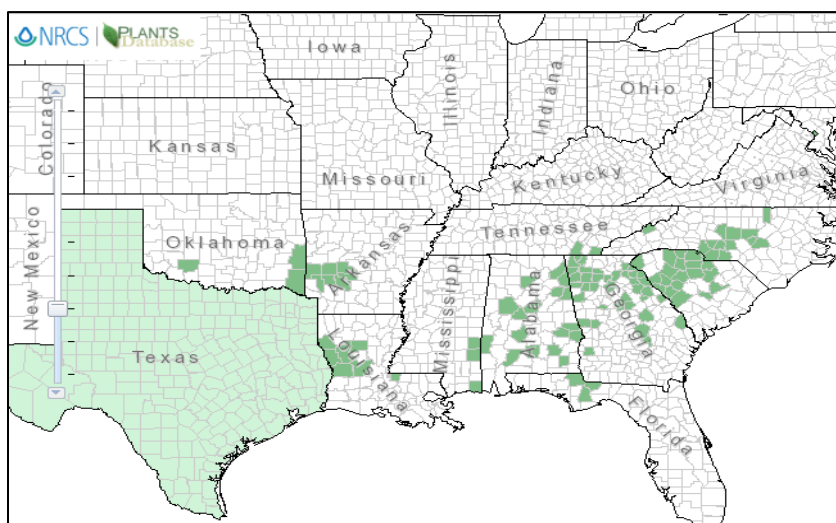 NRCS | PLANTS
Database
Iowa
Illinois
Indiana
Ohio
Colorado
Kansas
Missouri
Kentucky
Virginia
New Mexico
Oklahoma
Arkansas
Tennessee
Texas
Louisiana
Mississippi
Alabama
Georgia
Florida